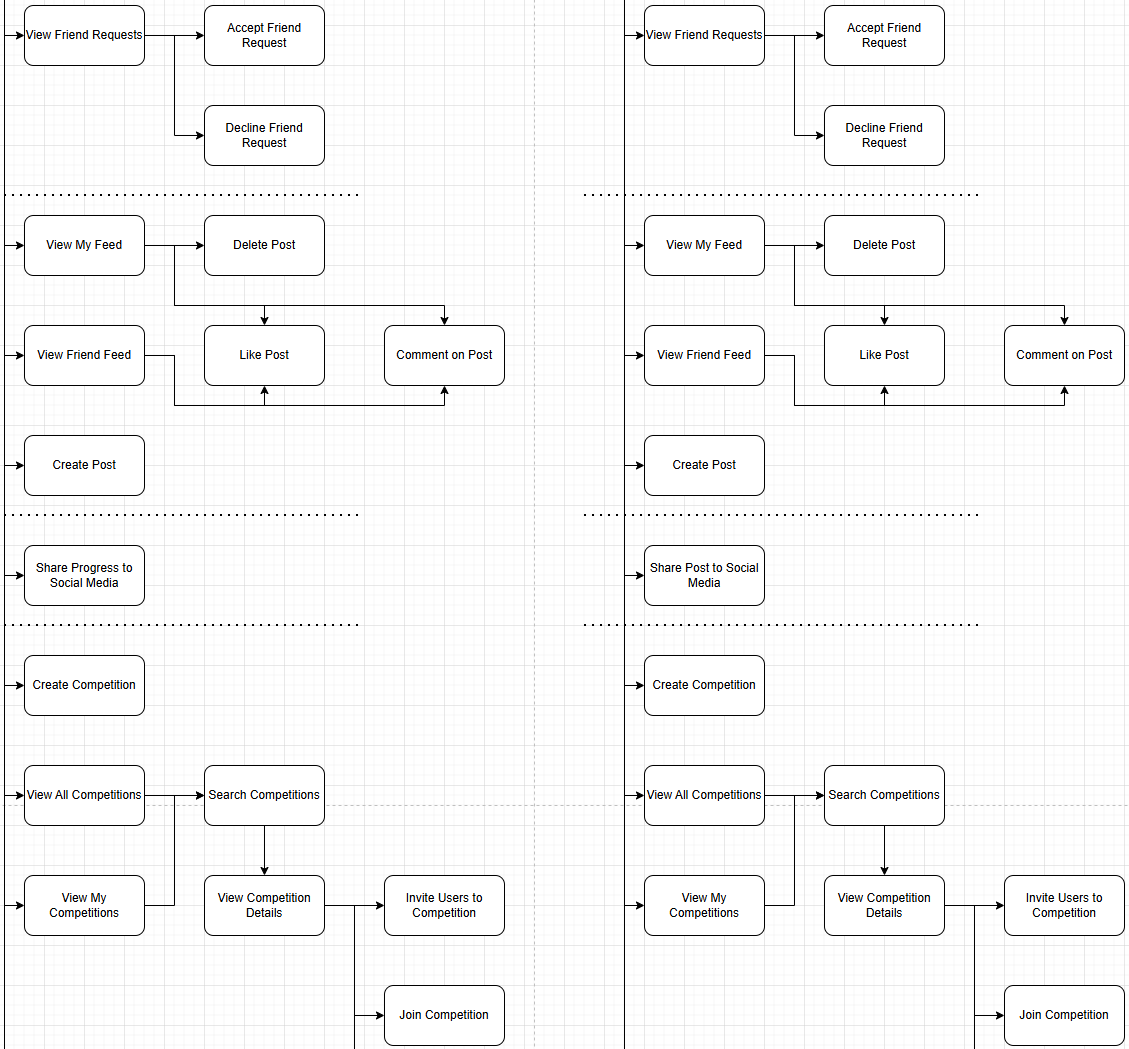 View Friend Requests
Accept Friend
Request
Decline Friend
Request
View My Feed
Delete Post
View Friend Feed
Like Post
Comment on Post
Create Post
Share Progress to
Social Media
Create Competition
View All Competitions
Search Competitions
View My
Competitions
View Competition
Details
Invite Users to
Competition
Join Competition
View Friend Requests
Accept Friend
Request
Decline Friend
Request
View My Feed
Delete Post
View Friend Feed
Like Post
Comment on Post
Create Post
Share Post to Social
Media
Create Competition
View All Competitions
Search Competitions
View My
Competitions
View Competition
Details
Invite Users to
Competition
Join Competition